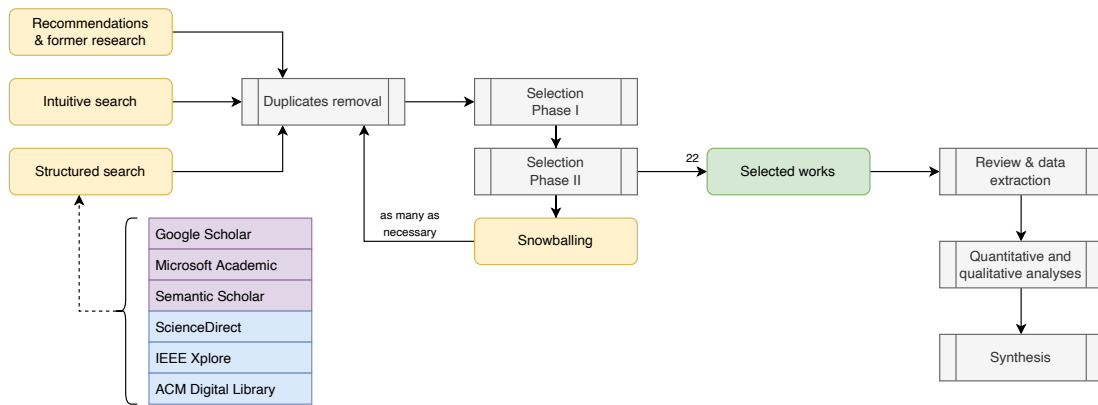 Recommendations
& former research
Intuitive search
Structured search
Duplicates removal
Selection
Phase I
Selection
Phase II
Snowballing
as many as
necessary
22
Selected works
Review & data
extraction
Quantitative and
qualitative analyses
Synthesis
Google Scholar
Microsoft Academic
Semantic Scholar
ScienceDirect
IEEE Xplore
ACM Digital Library